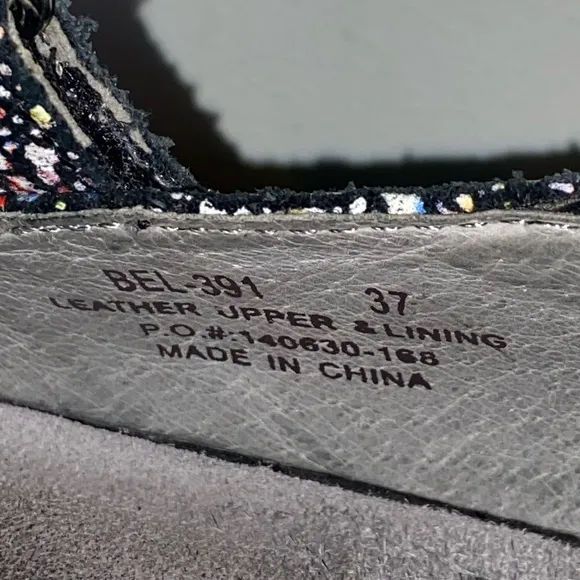 BEL-391 37
LEATHER UPPER & LINING
P.O.#:140630-168
MADE IN CHINA